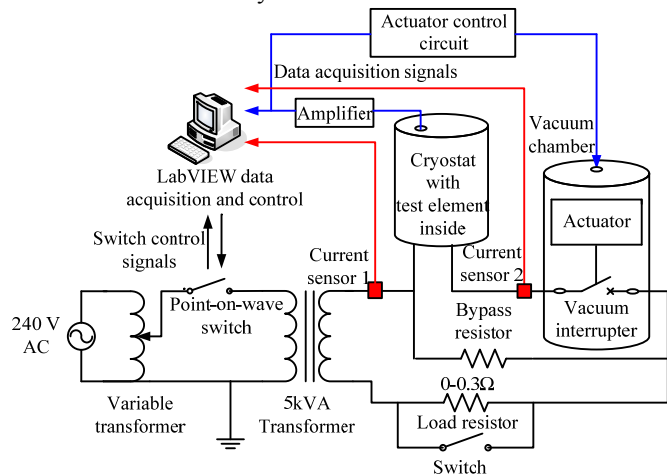 Actuator control
circuit
Data acquisition signals
Amplifier
Vacuum
chamber
Cryostat
with
test element
inside
LabVIEW data
acquisition and control
Actuator
Switch control
signals
Current
sensor 1
Current
sensor 2
Point-on-wave
switch
Vacuum
interrupter
240 V
AC
Bypass
resistor
0-0.3Ω
Load resistor
Variable
transformer
5kVA
Transformer
Switch